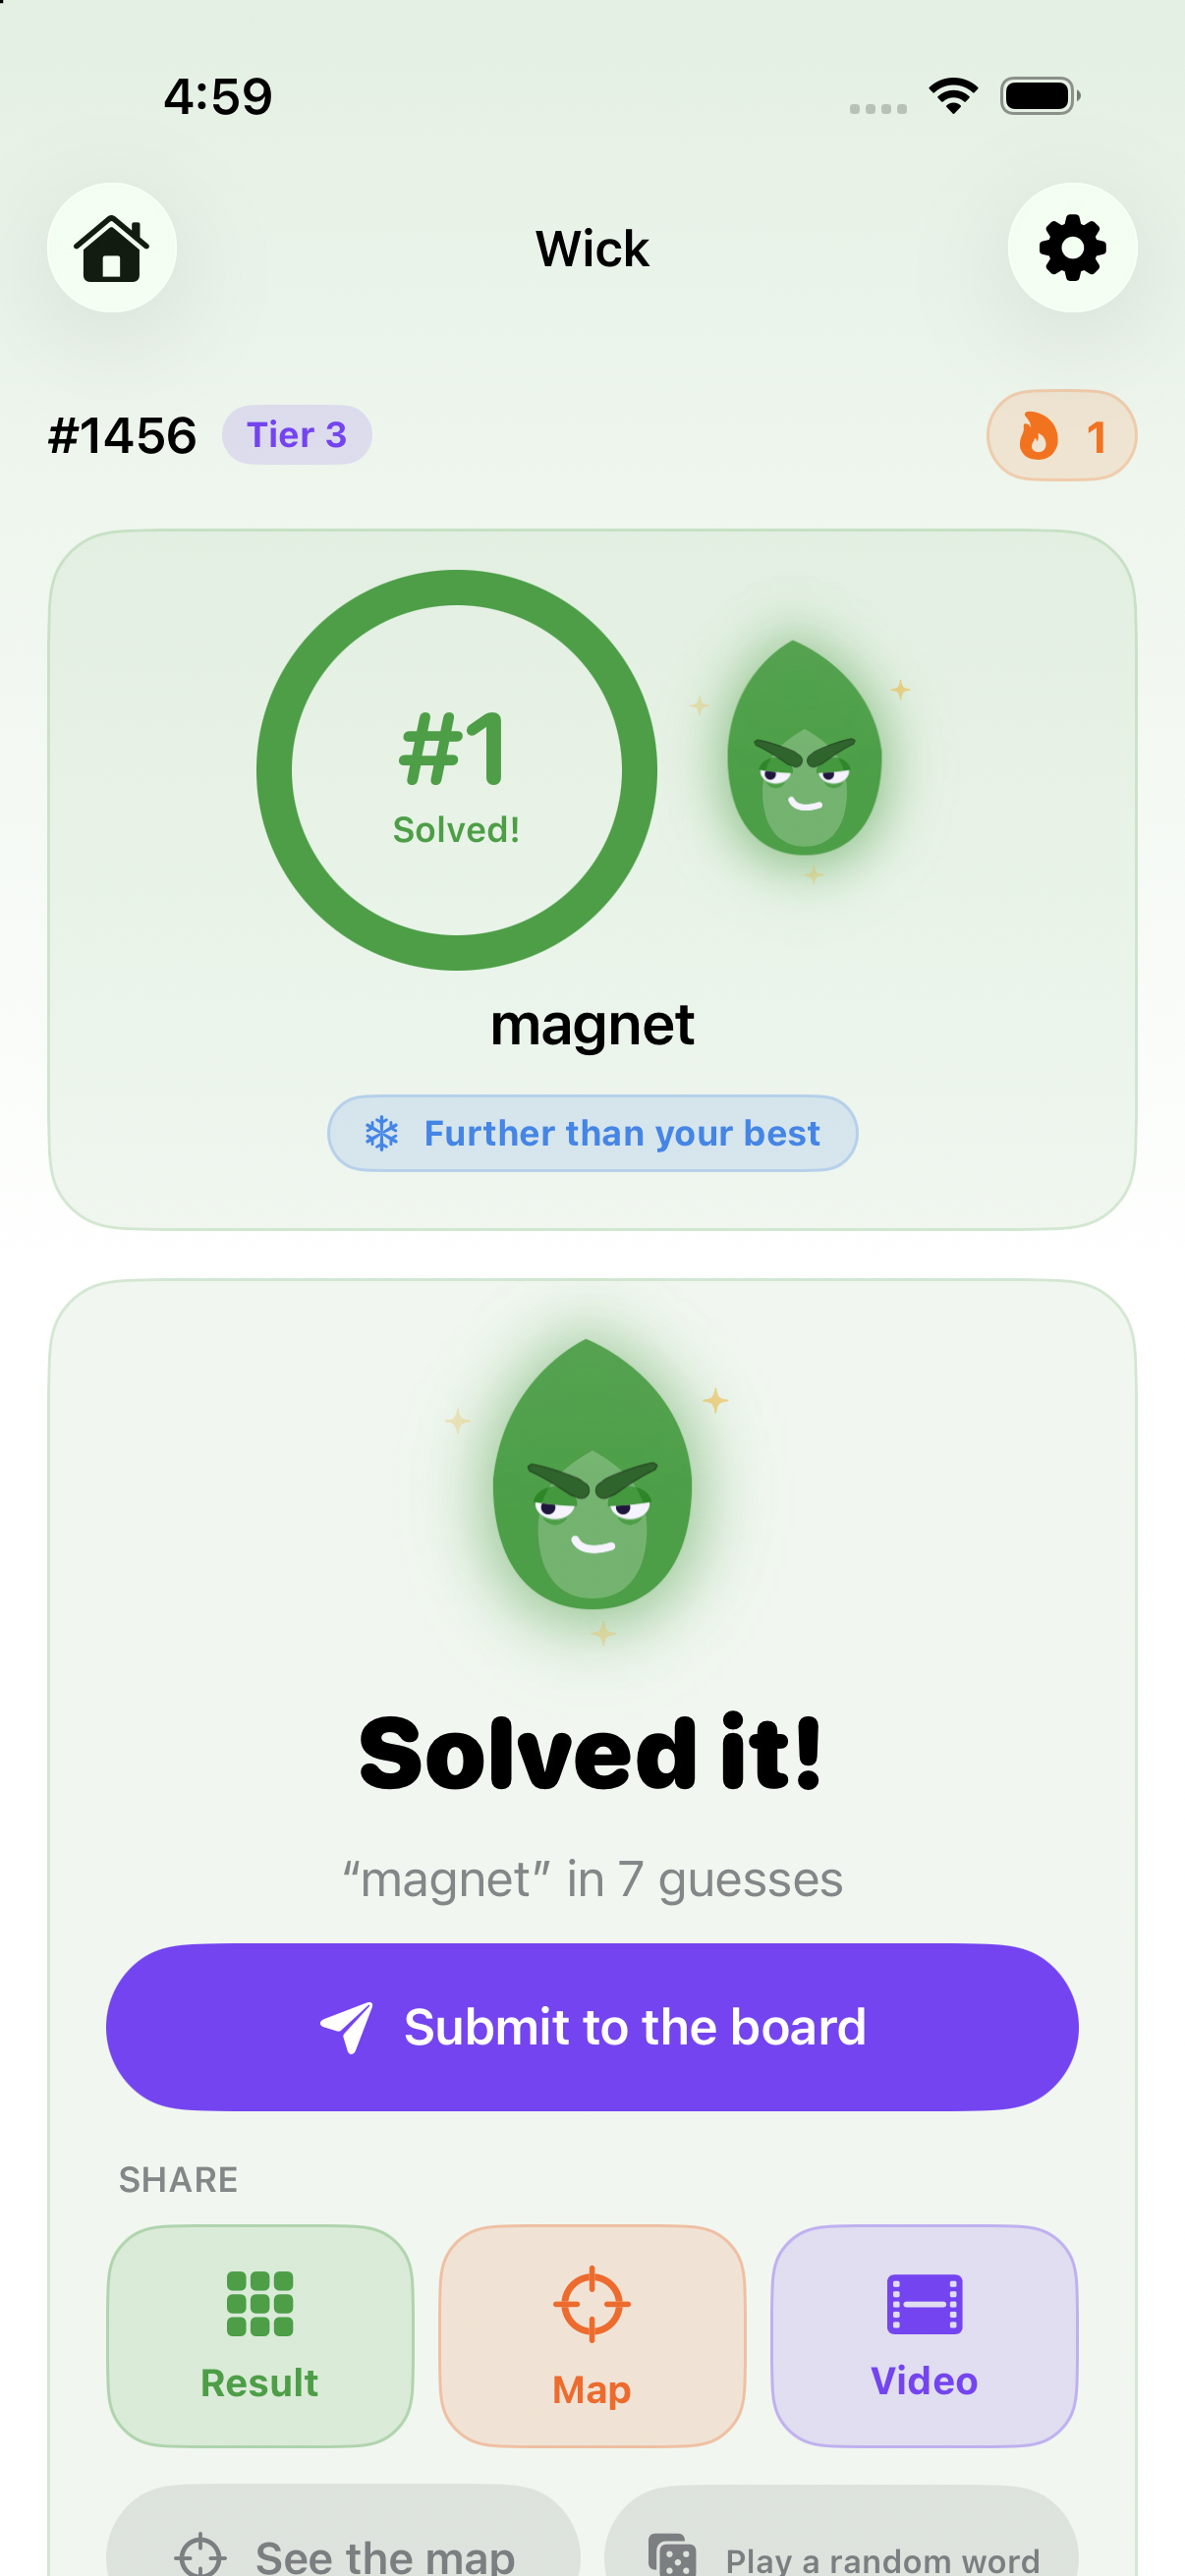 4:59
Wick
#1456 Tier 3 1
#1
Solved!
magnet
Further than your best
Solved it!
“magnet” in 7 guesses
Submit to the board
SHARE
Result Map Video
See the map Play a random word